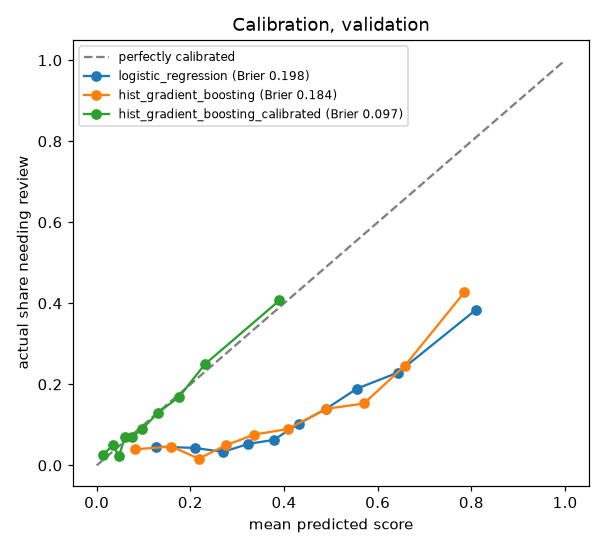 Calibration, validation
perfectly calibrated
logistic_regression (Brier 0.198)
hist_gradient_boosting (Brier 0.184)
hist_gradient_boosting_calibrated (Brier 0.097)
actual share needing review
1.0
0.8
0.6
0.4
0.2
0.0
0.0 0.2 0.4 0.6 0.8 1.0
mean predicted score